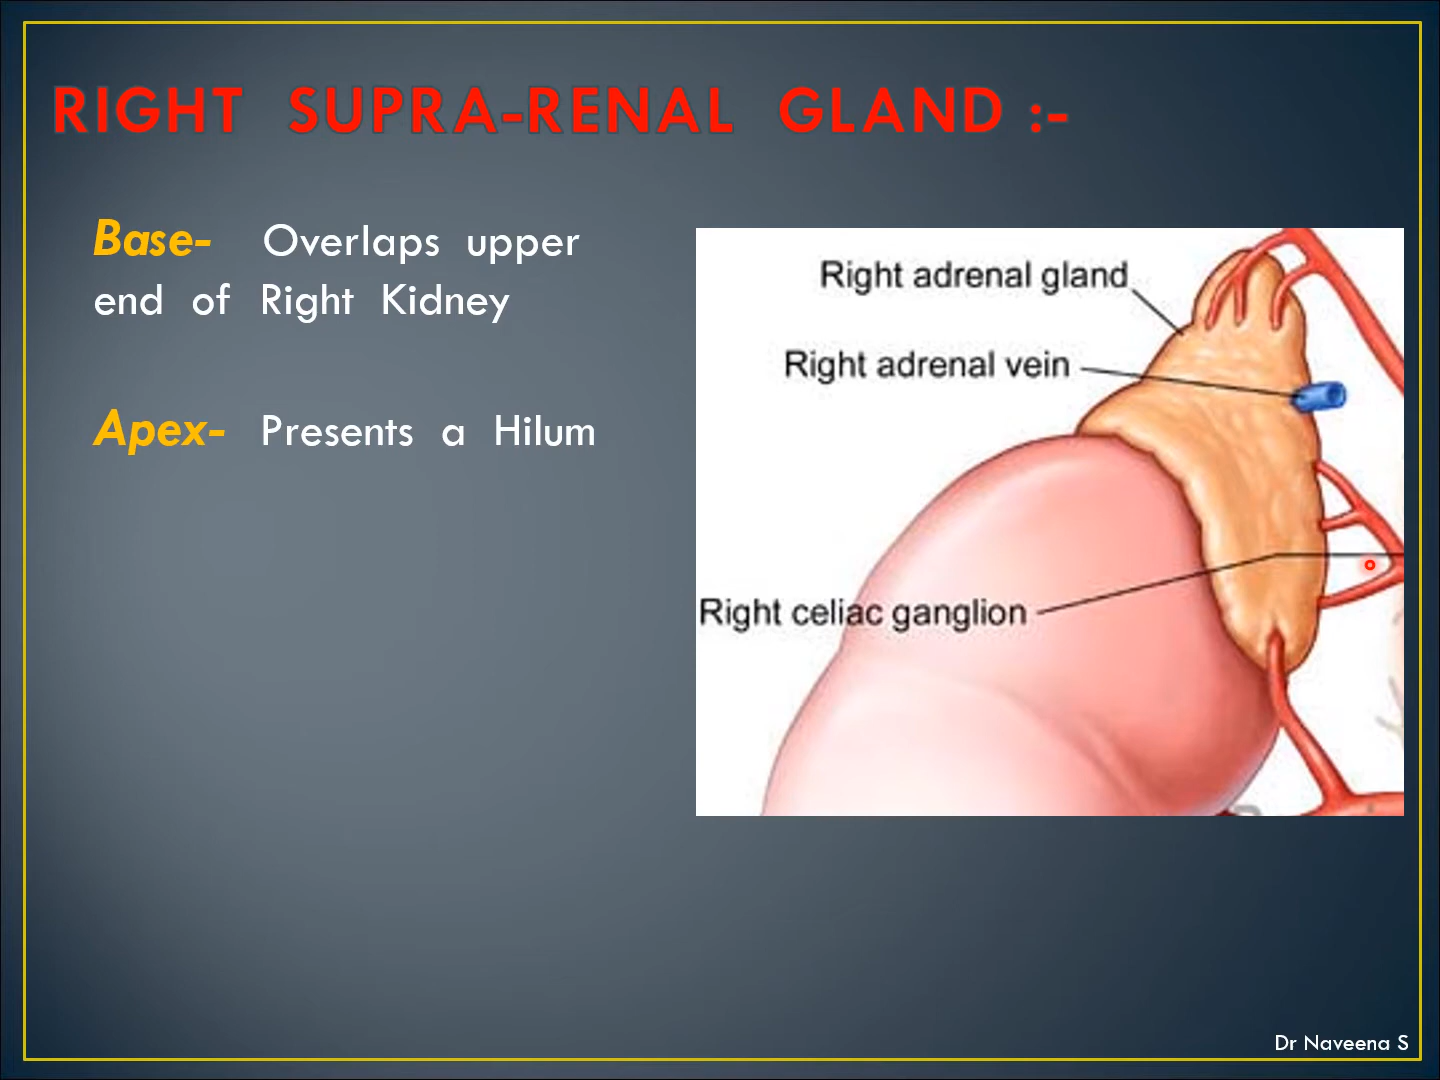 RIGHT SUPRA-RENAL GLAND :-
Base- Overlaps upper
end of Right Kidney
Apex- Presents a Hilum
Right adrenal gland
Right adrenal vein
Right celiac ganglion
Dr Naveena S